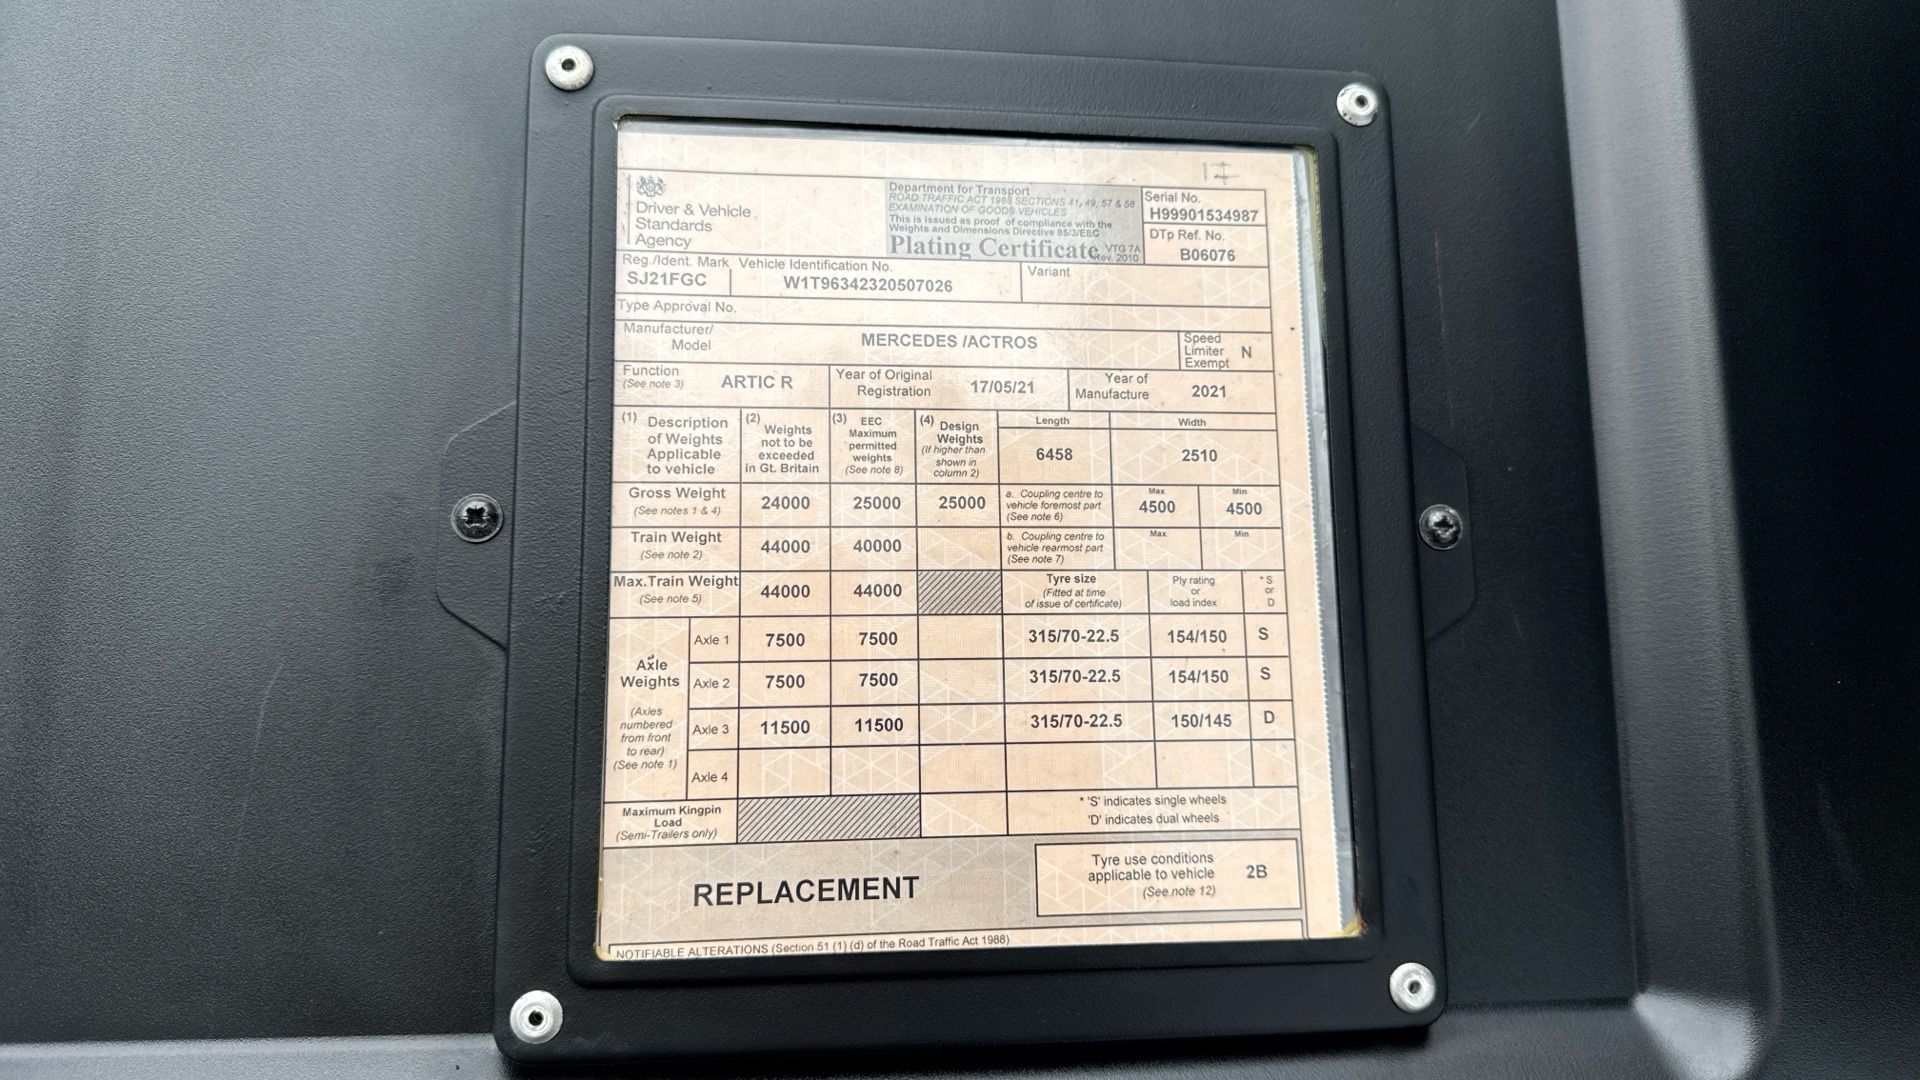 Driver & Vehicle
Standards
Agency
Department for Transport
ROAD TRAFFIC ACT 1988 SECTIONS 41, 49, 57 & 58
EXAMINATION OF GOODS VEHICLES
This is issued as proof of compliance with the
Weights and Dimensions Directive 85/3/EEC
Plating Certificate VTG 7A
Rev. 2010
Serial No.
H99901534987
DTp Ref. No.
B06076
Reg./Ident. Mark
SJ21FGC
Vehicle Identification No.
W1T96342320507026
Variant
Type Approval No.
Manufacturer/
Model
MERCEDES /ACTROS
Speed
Limiter
Exempt
N
Function
(See note 3)
ARTIC R
Year of Original
Registration
17/05/21
Year of
Manufacture
2021
(1) Description
of Weights
Applicable
to vehicle
(2) Weights
not to be
exceeded
in Gt. Britain
(3) EEC
Maximum
permitted
weights
(See note 8)
(4) Design
Weights
(If higher than
shown in
column 2)
Length
6458
Width
2510
Gross Weight
(See notes 1 & 4)
24000 25000 25000
a. Coupling centre to
vehicle foremost part
(See note 6)
Max
4500
Min
4500
Train Weight
(See note 2)
44000 40000
b. Coupling centre to
vehicle rearmost part
(See note 7)
Max
Min
Max.Train Weight
(See note 5)
44000 44000
Tyre size
(Fitted at time
of issue of certificate)
Ply rating
or
load index
* S
or
D
Axle
Weights
(Axles
numbered
from front
to rear)
(See note 1)
Axle 1 7500 7500 315/70-22.5 154/150 S
Axle 2 7500 7500 315/70-22.5 154/150 S
Axle 3 11500 11500 315/70-22.5 150/145 D
Axle 4
Maximum Kingpin
Load
(Semi-Trailers only)
* 'S' indicates single wheels
'D' indicates dual wheels
REPLACEMENT
Tyre use conditions
applicable to vehicle
(See note 12)
2B
NOTIFIABLE ALTERATIONS (Section 51 (1) (d) of the Road Traffic Act 1988)